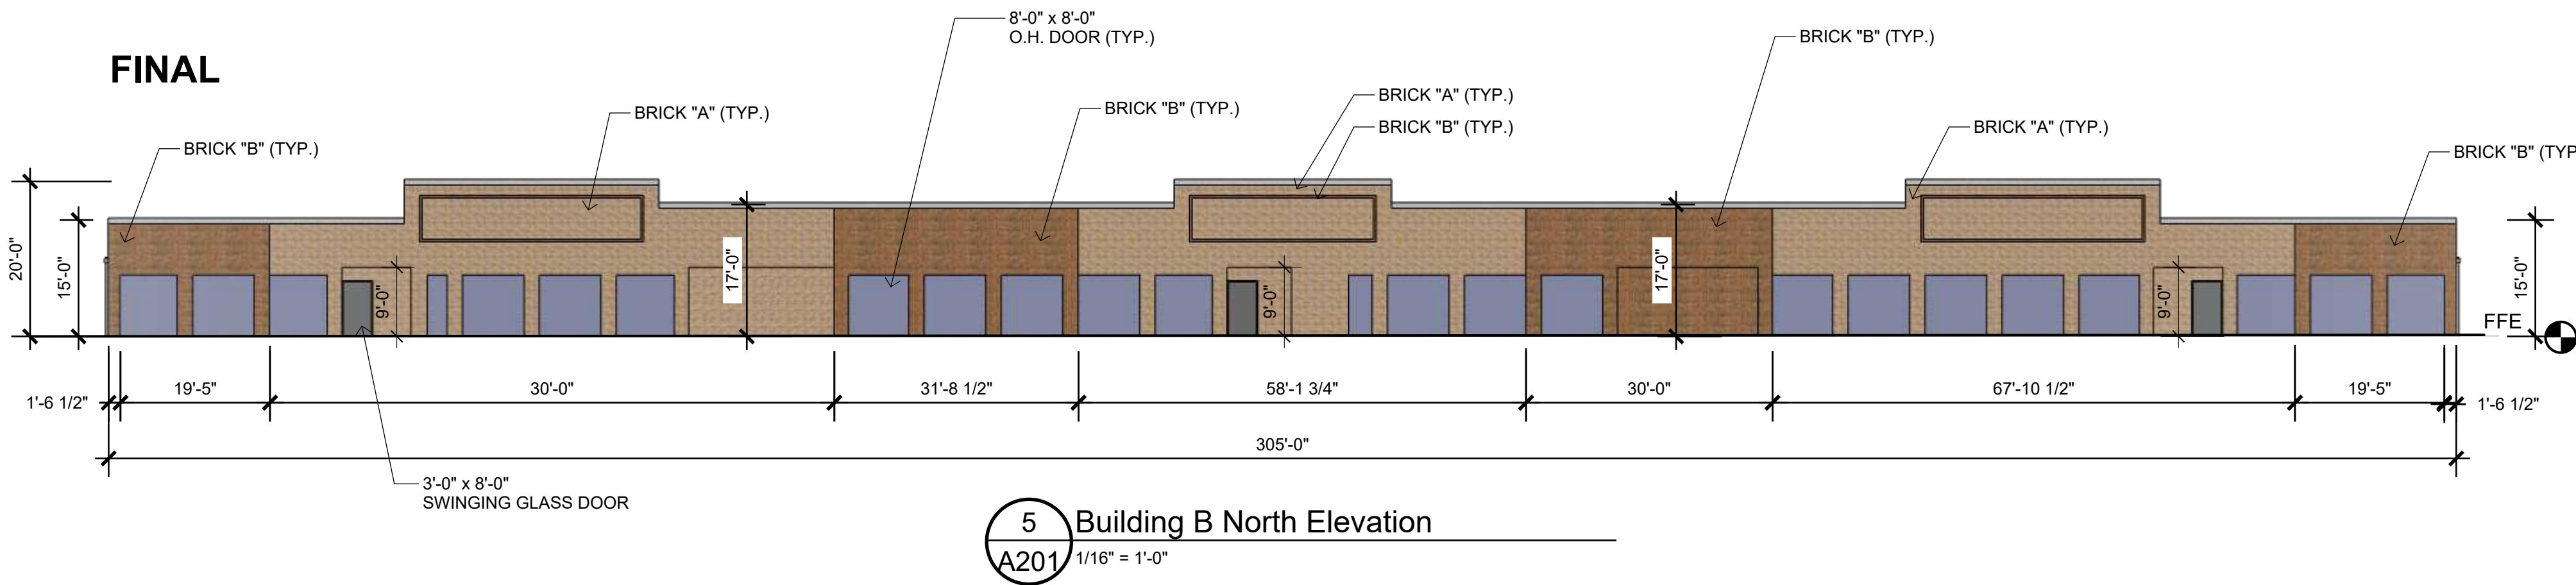 8'-0" x 8'-0"
O.H. DOOR (TYP.)
BRICK "B" (TYP.)
FINAL
BRICK "A" (TYP.)
BRICK "B" (TYP.)
BRICK "A" (TYP.)
BRICK "B" (TYP.)
BRICK "A" (TYP.)
BRICK "B" (TYP.)
BRICK "B" (TYP
20'-0"
15'-0"
9'-0"
17'-0"
9'-0"
17'-0"
9'-0"
15'-0"
FFE
1'-6 1/2"
19'-5"
30'-0"
31'-8 1/2"
58'-1 3/4"
30'-0"
67'-10 1/2"
19'-5"
1'-6 1/2"
305'-0"
3'-0" x 8'-0"
SWINGING GLASS DOOR
5
Building B North Elevation
A201
1/16" = 1'-0"